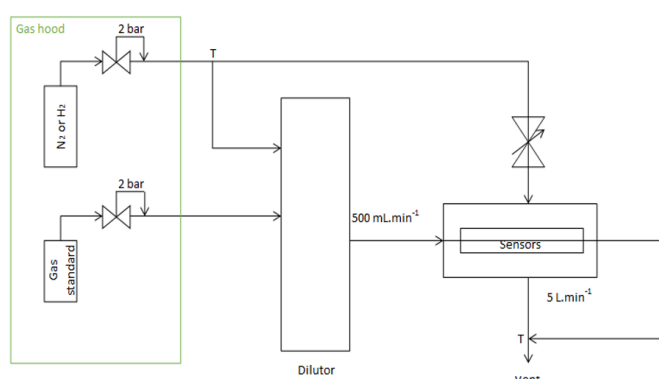 Gas hood
2 bar
T
N₂ or H₂
2 bar
500 mL.min⁻¹
Gas
standard
Sensors
5 L.min⁻¹
T
Dilutor
Vent